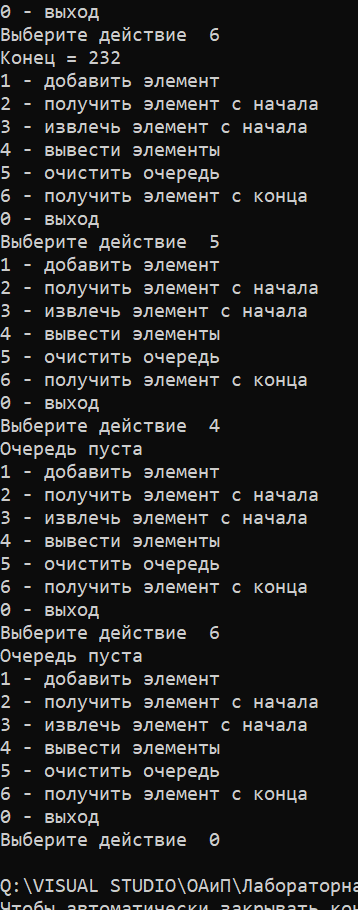 0 - выход
Выберите действие  6
Конец = 232
1 - добавить элемент
2 - получить элемент с начала
3 - извлечь элемент с начала
4 - вывести элементы
5 - очистить очередь
6 - получить элемент с конца
0 - выход
Выберите действие  5
1 - добавить элемент
2 - получить элемент с начала
3 - извлечь элемент с начала
4 - вывести элементы
5 - очистить очередь
6 - получить элемент с конца
0 - выход
Выберите действие  4
Очередь пуста
1 - добавить элемент
2 - получить элемент с начала
3 - извлечь элемент с начала
4 - вывести элементы
5 - очистить очередь
6 - получить элемент с конца
0 - выход
Выберите действие  6
Очередь пуста
1 - добавить элемент
2 - получить элемент с начала
3 - извлечь элемент с начала
4 - вывести элементы
5 - очистить очередь
6 - получить элемент с конца
0 - выход
Выберите действие  0
Q:\VISUAL STUDIO\ОАиП\Лабораторна
Чтобы автоматически закрывать кон